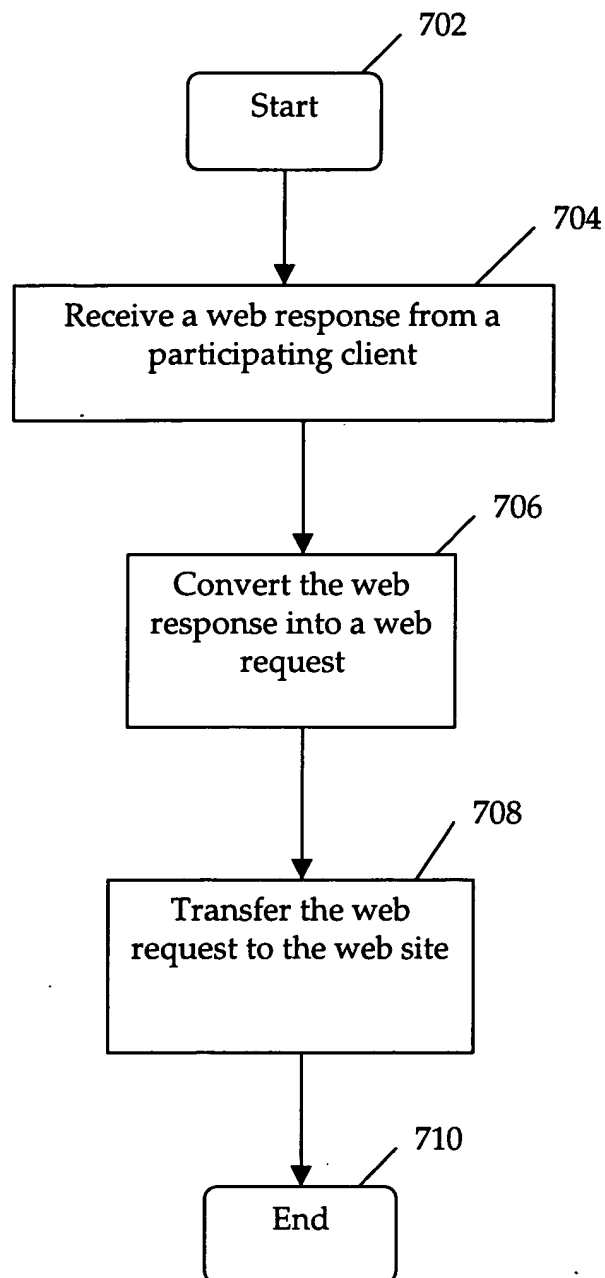 702
Start
704
Receive a web response from a
participating client
706
Convert the web
response into a web
request
708
Transfer the web
request to the web site
710
End